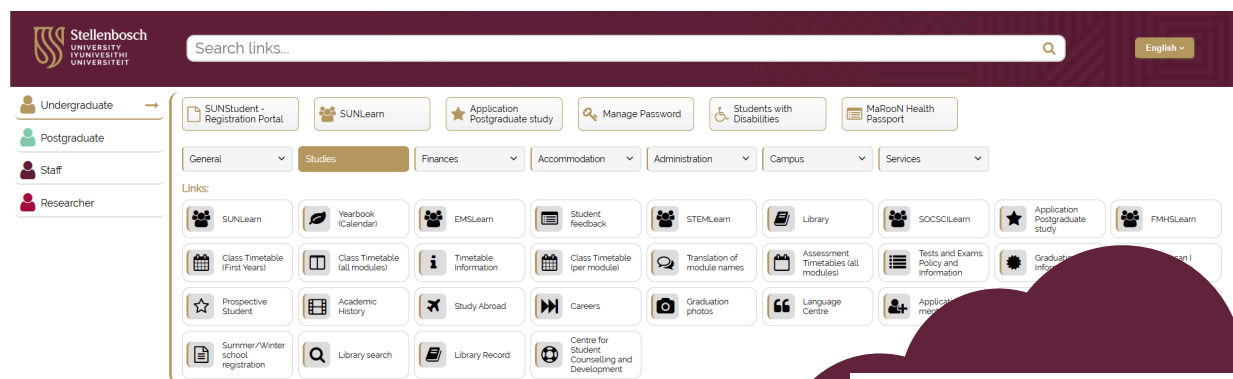 Stellenbosch
UNIVERSITY
IYUNIVESITHI
UNIVERSITEIT
Search links...
English
Undergraduate
Postgraduate
Staff
Researcher
SUNStudent -
Registration Portal
SUNLearn
Application
Postgraduate study
Manage Password
Students with
Disabilities
MaRooN Health
Passport
General
Studies
Finances
Accommodation
Administration
Campus
Services
Links:
SUNLearn
Yearbook
(Calendar)
EMSLearn
Student
feedback
STEMLearn
Library
SOCSCILearn
Application
Postgraduate
study
FMHSLearn
Class Timetable
(First Years)
Class Timetable
(all modules)
Timetable
Information
Class Timetable
(per module)
Translation of
module names
Assessment
Timetables (all
modules)
Tests and Exams:
Policy and
Information
Prospective
Student
Academic
History
Study Abroad
Careers
Graduation
photos
Language
Centre
Summer/Winter
school
registration
Library search
Library Record
Centre for
Student
Counselling and
Development